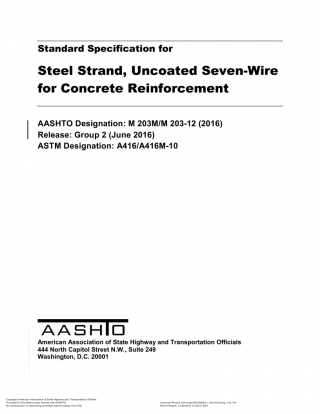 Standard Specification for
Steel Strand, Uncoated Seven-Wire
for Concrete Reinforcement
AASHTO Designation: M 203M/M 203-12 (2016)
Release: Group 2 (June 2016)
ASTM Designation: A416/A416M-10
AASHTO
American Association of State Highway and Transportation Officials
444 North Capitol Street N.W., Suite 249
Washington, D.C. 20001